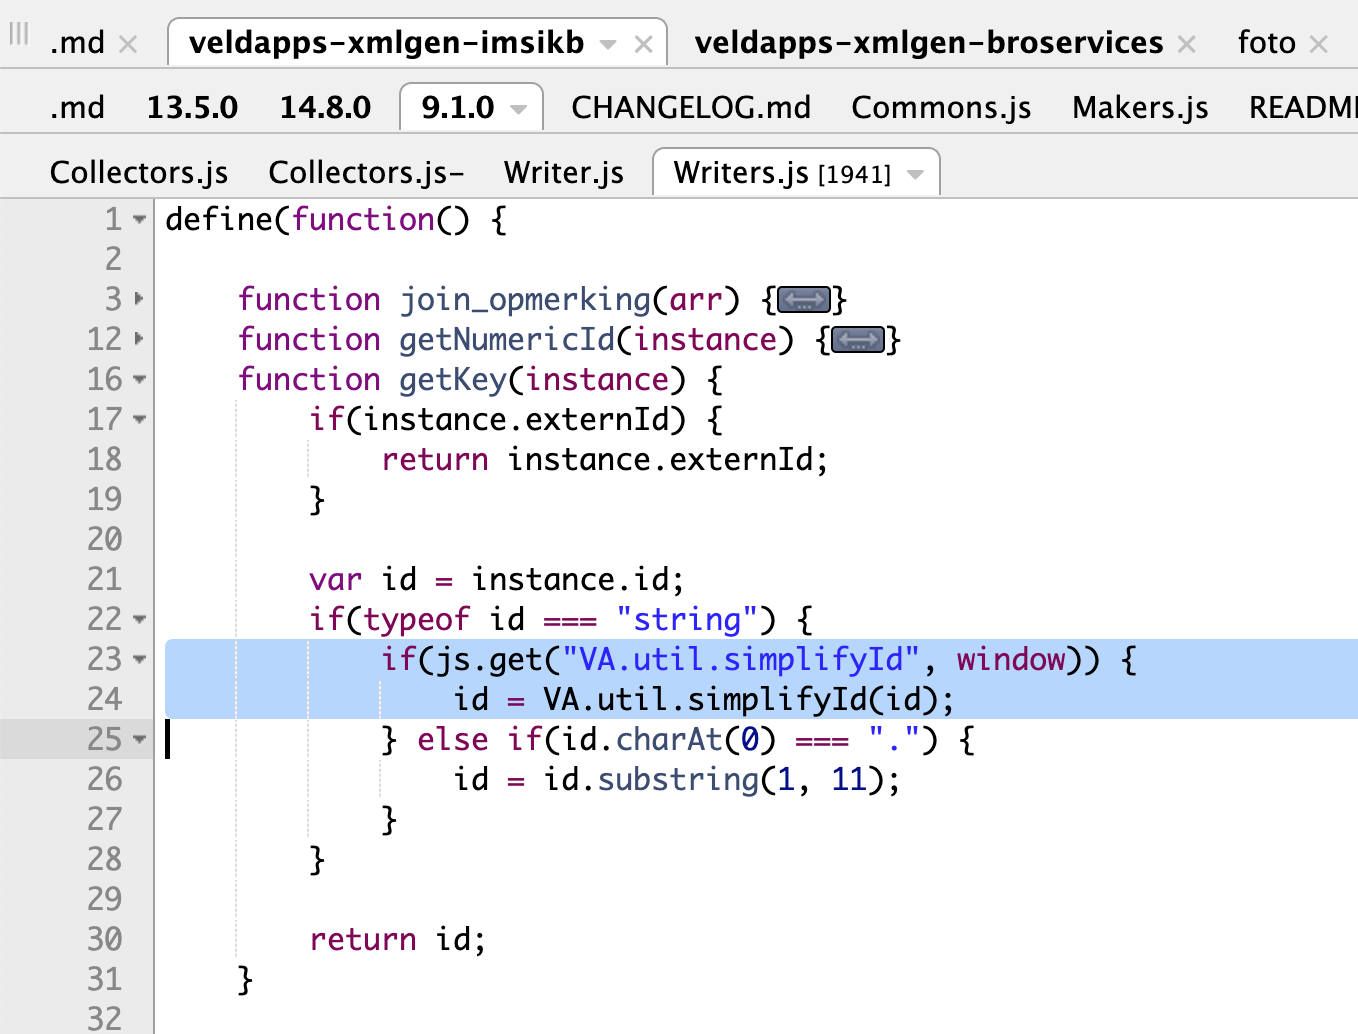 .md veldapps-xmlgen-imsikb veldapps-xmlgen-broservices foto
.md 13.5.0 14.8.0 9.1.0 CHANGELOG.md Commons.js Makers.js README
Collectors.js Collectors.js- Writer.js Writers.js [1941]
1 define(function() {
2
3 function join_opmerking(arr) {...}
12 function getNumericId(instance) {...}
16 function getKey(instance) {
17 if(instance.externId) {
18 return instance.externId;
19 }
20
21 var id = instance.id;
22 if(typeof id === "string") {
23 if(js.get("VA.util.simplifyId", window)) {
24 id = VA.util.simplifyId(id);
25 } else if(id.charAt(0) === ".") {
26 id = id.substring(1, 11);
27 }
28 }
29
30 return id;
31 }
32